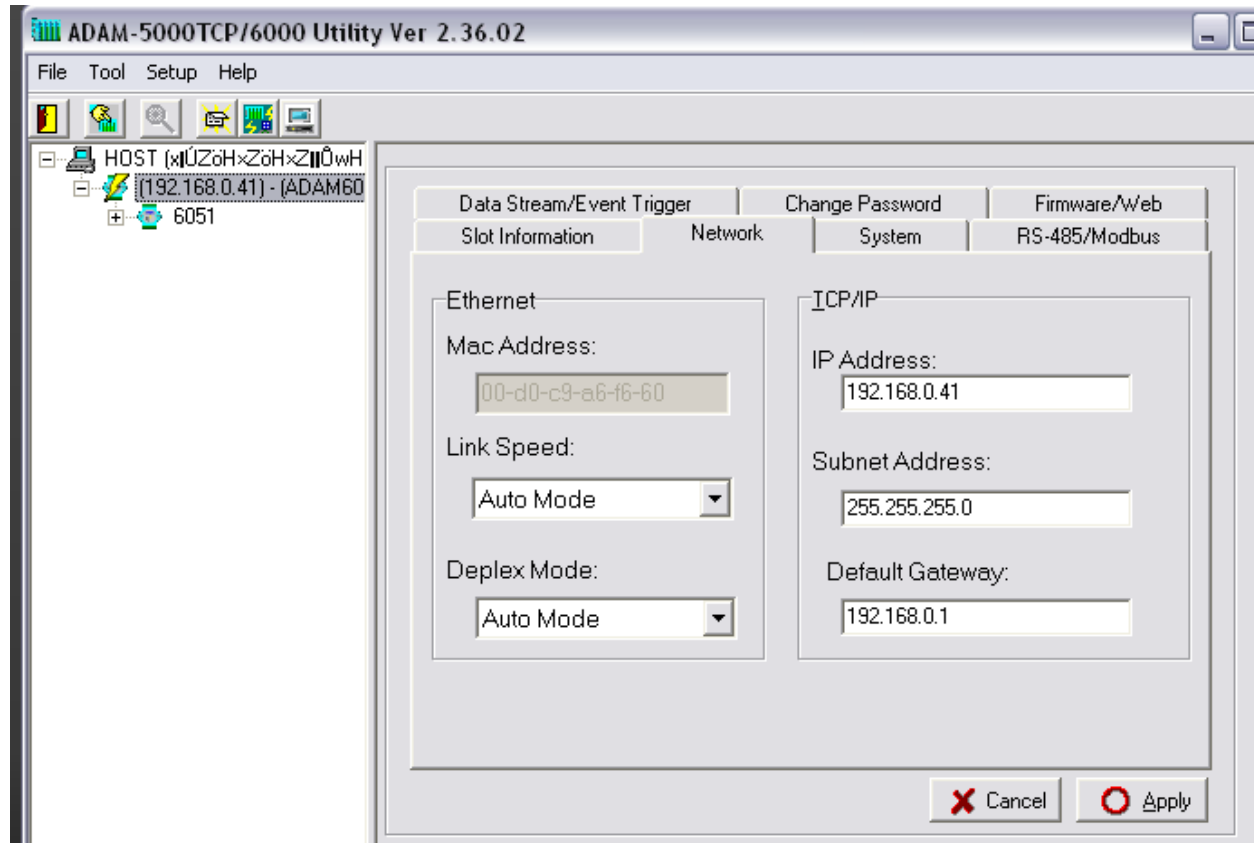 ADAM-5000TCP/6000 Utility Ver 2.36.02
File Tool Setup Help
HOST
(192.168.0.41) - (ADAM60
6051
Data Stream/Event Trigger Change Password Firmware/Web
Slot Information Network System RS-485/Modbus
Ethernet
Mac Address:
00-d0-c9-a6-f6-60
Link Speed:
Auto Mode
Deplex Mode:
Auto Mode
TCP/IP
IP Address:
192.168.0.41
Subnet Address:
255.255.255.0
Default Gateway:
192.168.0.1
Cancel Apply